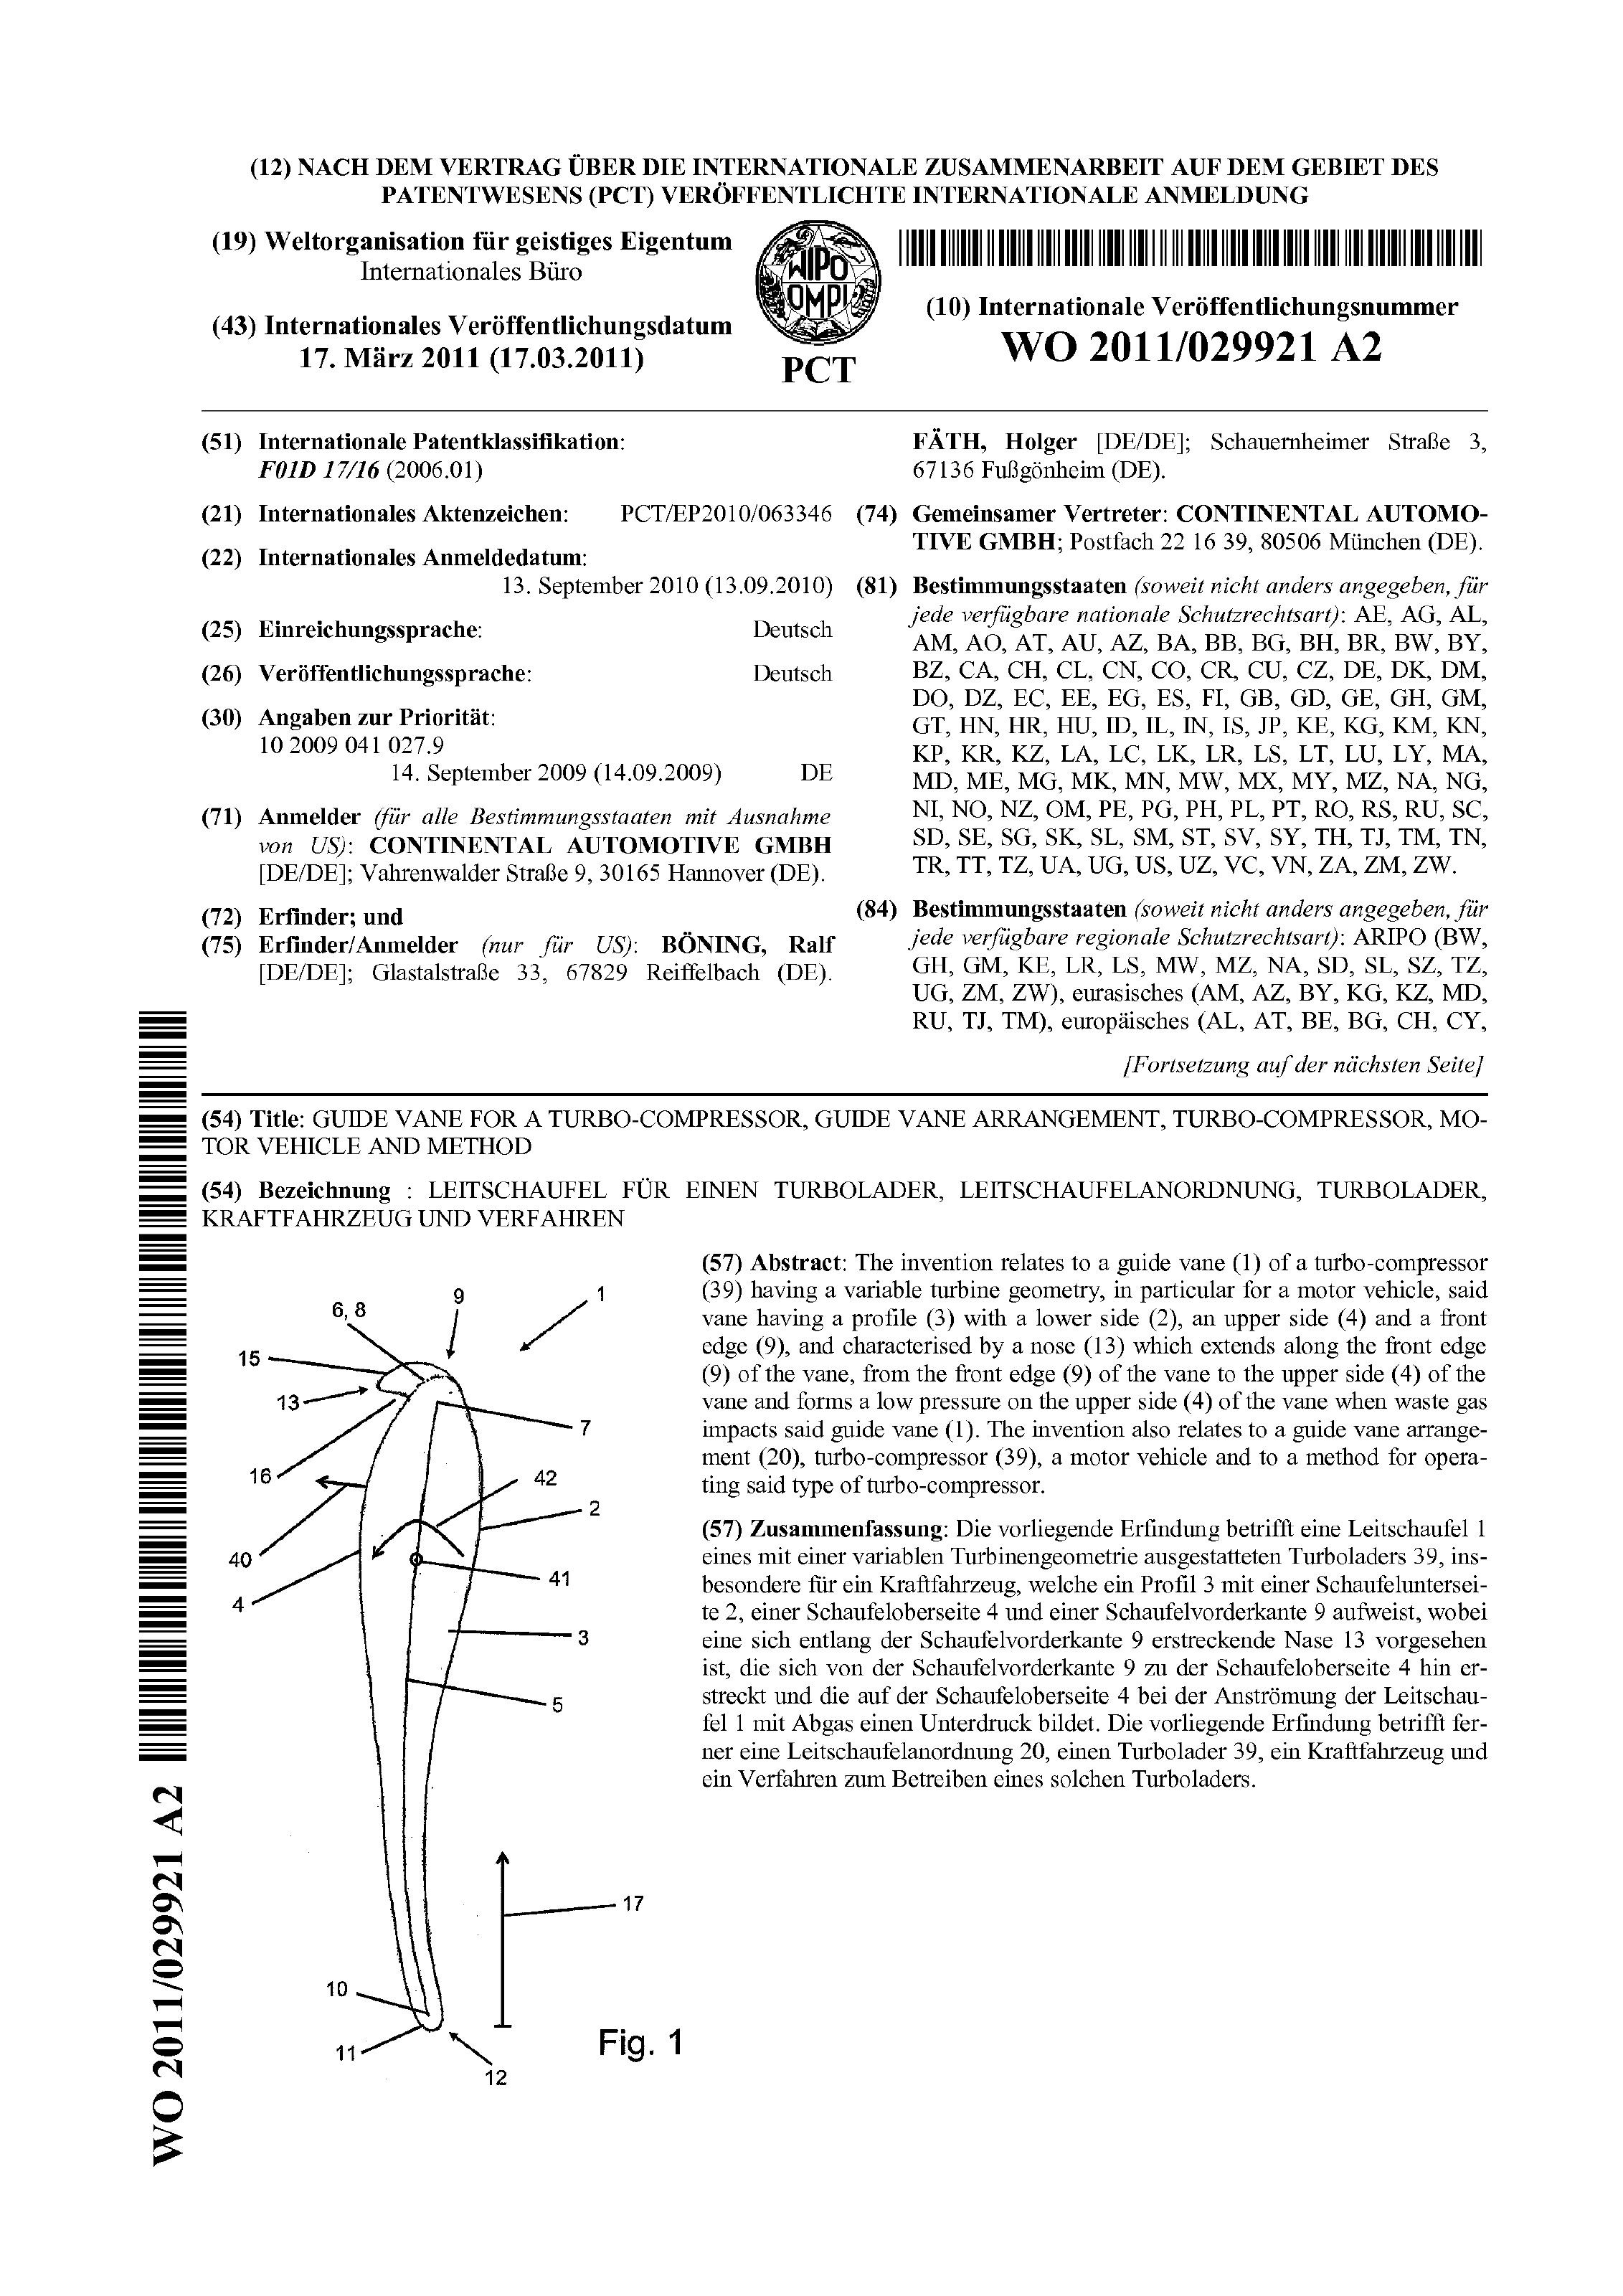 (12) NACH DEM VERTRAG ÜBER DIE INTERNATIONALE ZUSAMMENARBEIT AUF DEM GEBIET DES
PATENTWESENS (PCT) VERÖFFENTLICHTE INTERNATIONALE ANMELDUNG
(19) Weltorganisation für geistiges Eigentum
Internationales Büro
(43) Internationales Veröffentlichungsdatum
17. März 2011 (17.03.2011)
WIPO
OMPI
PCT
(10) Internationale Veröffentlichungsnummer
WO 2011/029921 A2
(51) Internationale Patentklassifikation:
F01D 17/16 (2006.01)
(21) Internationales Aktenzeichen: PCT/EP2010/063346
(22) Internationales Anmeldedatum:
13. September 2010 (13.09.2010)
(25) Einreichungssprache: Deutsch
(26) Veröffentlichungssprache: Deutsch
(30) Angaben zur Priorität:
10 2009 041 027.9
14. September 2009 (14.09.2009) DE
(71) Anmelder (für alle Bestimmungsstaaten mit Ausnahme
von US): CONTINENTAL AUTOMOTIVE GMBH
[DE/DE]; Vahrenwalder Straße 9, 30165 Hannover (DE).
(72) Erfinder; und
(75) Erfinder/Anmelder (nur für US): BÖNING, Ralf
[DE/DE]; Glastalstraße 33, 67829 Reiffelbach (DE).
FÄTH, Holger [DE/DE]; Schauernheimer Straße 3,
67136 Fußgönheim (DE).
(74) Gemeinsamer Vertreter: CONTINENTAL AUTOMO-
TIVE GMBH; Postfach 22 16 39, 80506 München (DE).
(81) Bestimmungsstaaten (soweit nicht anders angegeben, für
jede verfügbare nationale Schutzrechtsart): AE, AG, AL,
AM, AO, AT, AU, AZ, BA, BB, BG, BH, BR, BW, BY,
BZ, CA, CH, CL, CN, CO, CR, CU, CZ, DE, DK, DM,
DO, DZ, EC, EE, EG, ES, FI, GB, GD, GE, GH, GM,
GT, HN, HR, HU, ID, IL, IN, IS, JP, KE, KG, KM, KN,
KP, KR, KZ, LA, LC, LK, LR, LS, LT, LU, LY, MA,
MD, ME, MG, MK, MN, MW, MX, MY, MZ, NA, NG,
NI, NO, NZ, OM, PE, PG, PH, PL, PT, RO, RS, RU, SC,
SD, SE, SG, SK, SL, SM, ST, SV, SY, TH, TJ, TM, TN,
TR, TT, TZ, UA, UG, US, UZ, VC, VN, ZA, ZM, ZW.
(84) Bestimmungsstaaten (soweit nicht anders angegeben, für
jede verfügbare regionale Schutzrechtsart): ARIPO (BW,
GH, GM, KE, LR, LS, MW, MZ, NA, SD, SL, SZ, TZ,
UG, ZM, ZW), eurasisches (AM, AZ, BY, KG, KZ, MD,
RU, TJ, TM), europäisches (AL, AT, BE, BG, CH, CY,
[Fortsetzung auf der nächsten Seite]
(54) Title: GUIDE VANE FOR A TURBO-COMPRESSOR, GUIDE VANE ARRANGEMENT, TURBO-COMPRESSOR, MO-
TOR VEHICLE AND METHOD
(54) Bezeichnung : LEITSCHAUFEL FÜR EINEN TURBOLADER, LEITSCHAUFELANORDNUNG, TURBOLADER,
KRAFTFAHRZEUG UND VERFAHREN
(57) Abstract: The invention relates to a guide vane (1) of a turbo-compressor
(39) having a variable turbine geometry, in particular for a motor vehicle, said
vane having a profile (3) with a lower side (2), an upper side (4) and a front
edge (9), and characterised by a nose (13) which extends along the front edge
(9) of the vane, from the front edge (9) of the vane to the upper side (4) of the
vane and forms a low pressure on the upper side (4) of the vane when waste gas
impacts said guide vane (1). The invention also relates to a guide vane arrange-
ment (20), turbo-compressor (39), a motor vehicle and to a method for opera-
ting said type of turbo-compressor.
(57) Zusammenfassung: Die vorliegende Erfindung betrifft eine Leitschaufel 1
eines mit einer variablen Turbinengeometrie ausgestatteten Turboladers 39, ins-
besondere für ein Kraftfahrzeug, welche ein Profil 3 mit einer Schaufeluntersei-
te 2, einer Schaufeloberseite 4 und einer Schaufelvorderkante 9 aufweist, wobei
eine sich entlang der Schaufelvorderkante 9 erstreckende Nase 13 vorgesehen
ist, die sich von der Schaufelvorderkante 9 zu der Schaufeloberseite 4 hin er-
streckt und die auf der Schaufeloberseite 4 bei der Anströmung der Leitschau-
fel 1 mit Abgas einen Unterdruck bildet. Die vorliegende Erfindung betrifft fer-
ner eine Leitschaufelanordnung 20, einen Turbolader 39, ein Kraftfahrzeug und
ein Verfahren zum Betreiben eines solchen Turboladers.
9
1
6, 8
15
13
7
16
42
2
40
41
4
3
5
17
10
11
12
Fig. 1
WO 2011/029921 A2